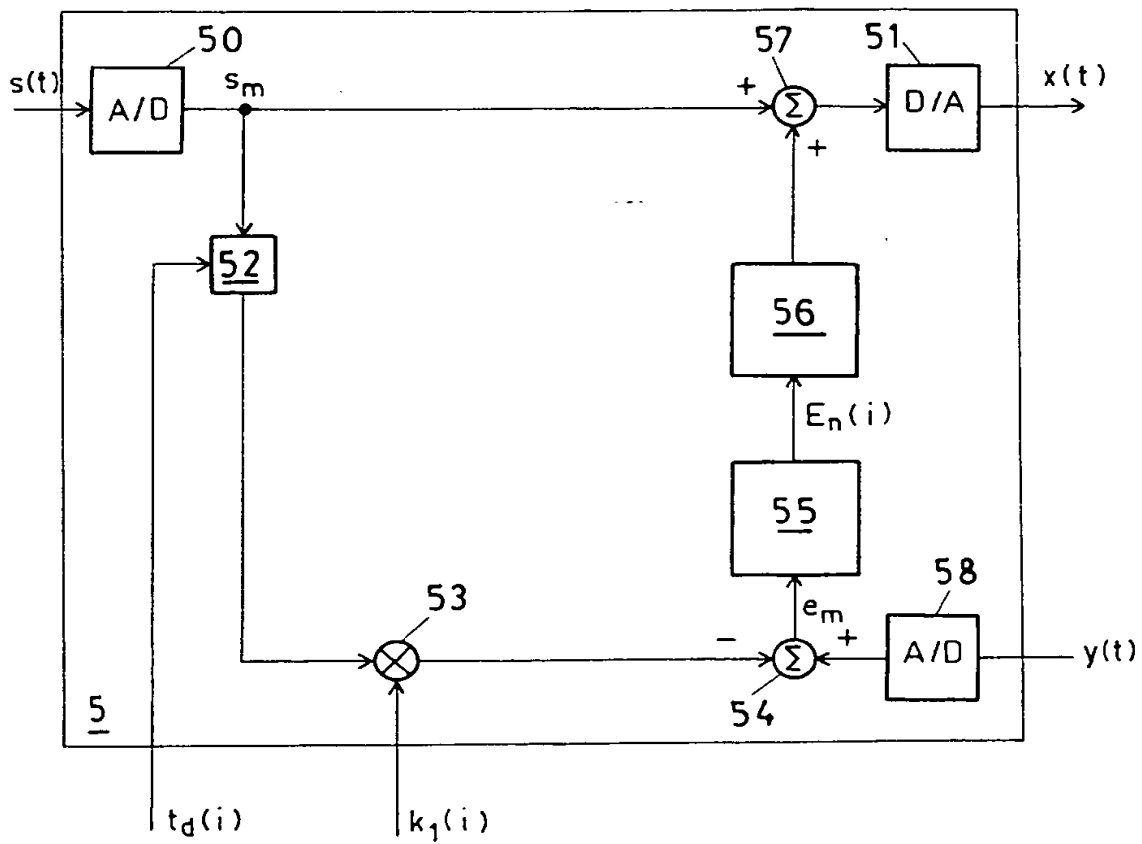 50
57
51
s(t)
A/D
s_m
+
Σ
D/A
x(t)
+
52
56
E_n(i)
55
58
53
e_m
-
Σ
+
A/D
y(t)
54
5
t_d(i)
k_1(i)